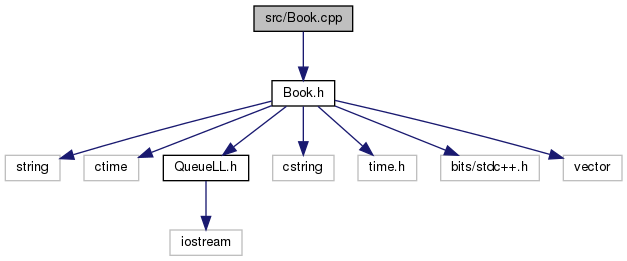 src/Book.cpp
Book.h
string
ctime
QueueLL.h
cstring
time.h
bits/stdc++.h
vector
iostream